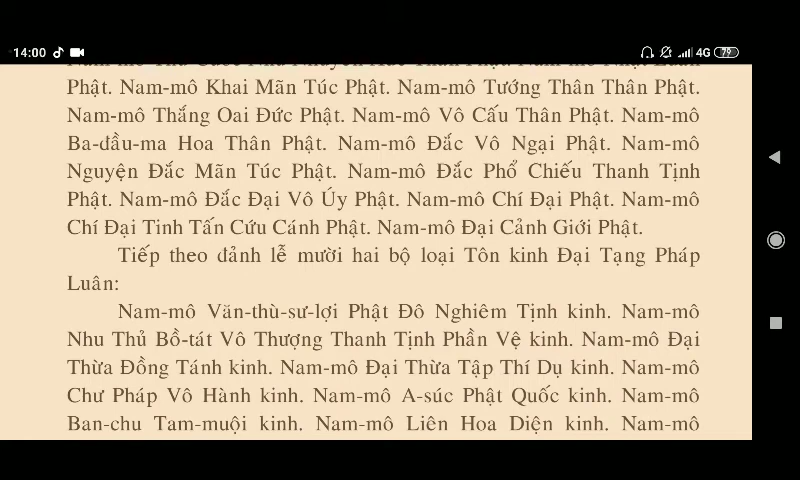 14:00
4G 79
Phật. Nam-mô Khai Mãn Túc Phật. Nam-mô Tướng Thân Thân Phật.
Nam-mô Thắng Oai Đức Phật. Nam-mô Vô Cấu Thân Phật. Nam-mô
Ba-đầu-ma Hoa Thân Phật. Nam-mô Đắc Vô Ngại Phật. Nam-mô
Nguyện Đắc Mãn Túc Phật. Nam-mô Đắc Phổ Chiếu Thanh Tịnh
Phật. Nam-mô Đắc Đại Vô Úy Phật. Nam-mô Chí Đại Phật. Nam-mô
Chí Đại Tinh Tấn Cứu Cánh Phật. Nam-mô Đại Cảnh Giới Phật.
Tiếp theo đảnh lễ mười hai bộ loại Tôn kinh Đại Tạng Pháp
Luân:
Nam-mô Văn-thù-sư-lợi Phật Đô Nghiêm Tịnh kinh. Nam-mô
Nhu Thủ Bồ-tát Vô Thượng Thanh Tịnh Phần Vệ kinh. Nam-mô Đại
Thừa Đồng Tánh kinh. Nam-mô Đại Thừa Tập Thí Dụ kinh. Nam-mô
Chư Pháp Vô Hành kinh. Nam-mô A-súc Phật Quốc kinh. Nam-mô
Ban-chu Tam-muội kinh. Nam-mô Liên Hoa Diện kinh. Nam-mô